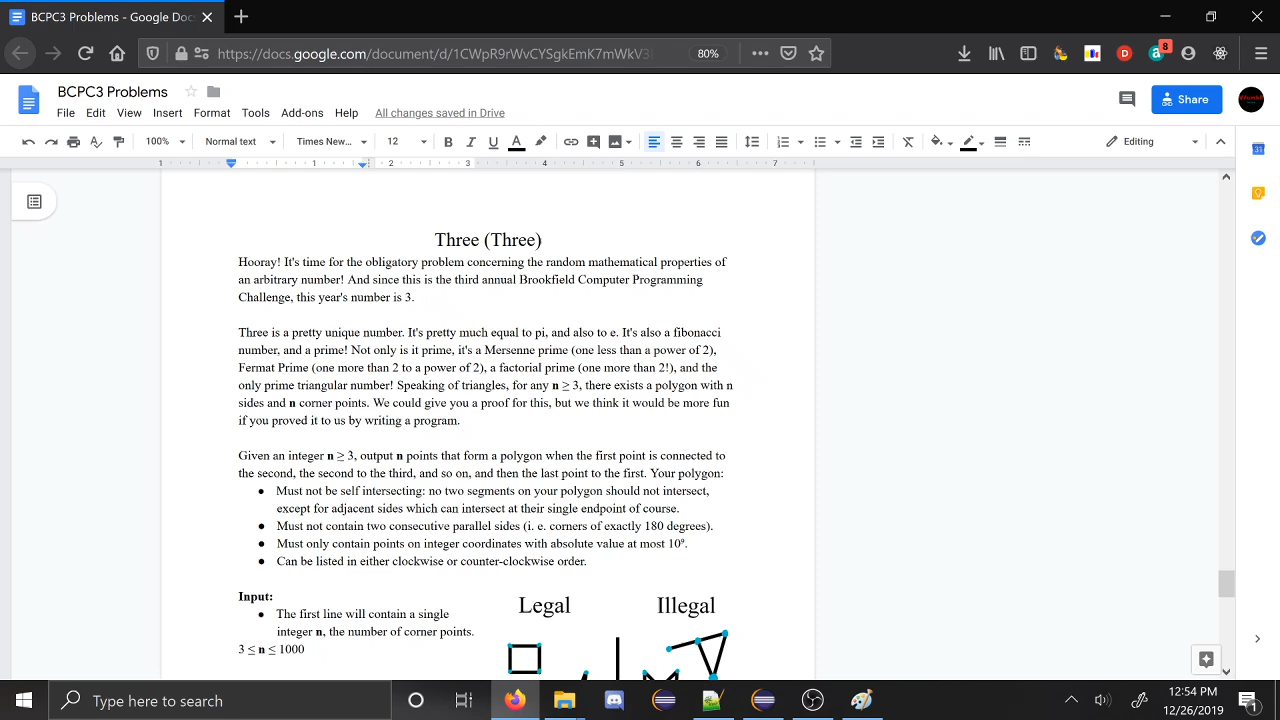 BCPC3 Problems - Google Doc
https://docs.google.com/document/d/1CWpR9rWvCYSgkEmK7mWkV3
80%
8
BCPC3 Problems
File Edit View Insert Format Tools Add-ons Help All changes saved in Drive
Share
100% Normal text Times New... 12 B I U A Editing
1 1 2 3 4 5 6 7
31
Three (Three)
Hooray! It's time for the obligatory problem concerning the random mathematical properties of
an arbitrary number! And since this is the third annual Brookfield Computer Programming
Challenge, this year's number is 3.
Three is a pretty unique number. It's pretty much equal to pi, and also to e. It's also a fibonacci
number, and a prime! Not only is it prime, it's a Mersenne prime (one less than a power of 2),
Fermat Prime (one more than 2 to a power of 2), a factorial prime (one more than 2!), and the
only prime triangular number! Speaking of triangles, for any n ≥ 3, there exists a polygon with n
sides and n corner points. We could give you a proof for this, but we think it would be more fun
if you proved it to us by writing a program.
Given an integer n ≥ 3, output n points that form a polygon when the first point is connected to
the second, the second to the third, and so on, and then the last point to the first. Your polygon:
● Must not be self intersecting: no two segments on your polygon should not intersect,
except for adjacent sides which can intersect at their single endpoint of course.
● Must not contain two consecutive parallel sides (i. e. corners of exactly 180 degrees).
● Must only contain points on integer coordinates with absolute value at most 10⁹.
● Can be listed in either clockwise or counter-clockwise order.
Input:
● The first line will contain a single
integer n, the number of corner points.
3 ≤ n ≤ 1000
Legal Illegal
Type here to search
12:54 PM
12/26/2019
1